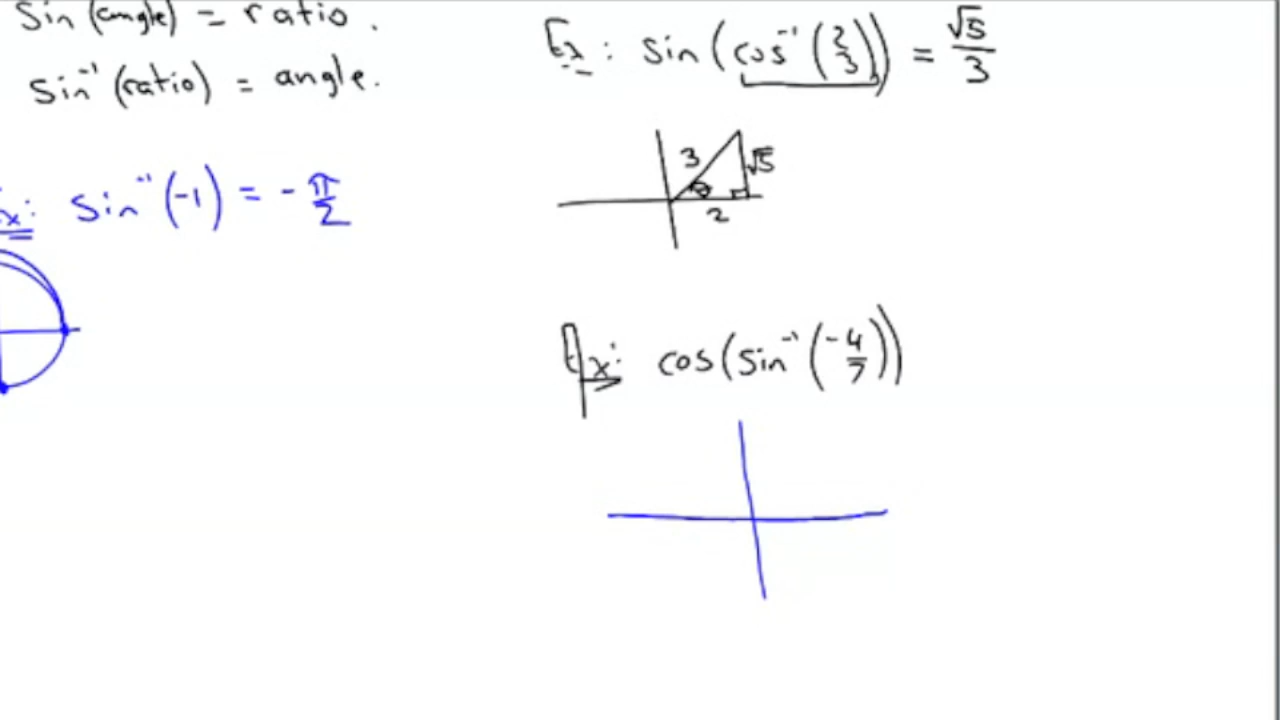 sin (angle) = ratio.
sin⁻¹ (ratio) = angle.
Ex: sin⁻¹ (-1) = - π/2
Ex: sin (cos⁻¹ (2/3)) = √5/3
3
√5
θ
2
Ex: cos (sin⁻¹ (-4/7))